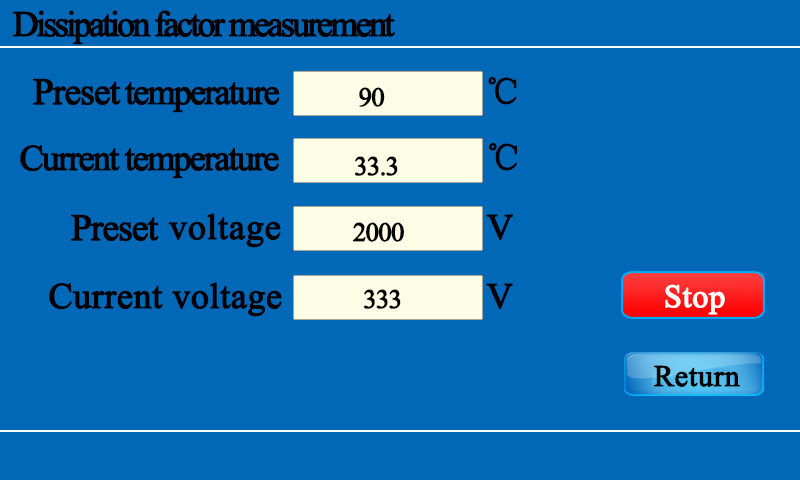 Dissipation factor measurement
Preset temperature 90 ℃
Current temperature 33.3 ℃
Preset voltage 2000 V
Current voltage 333 V
Stop
Return